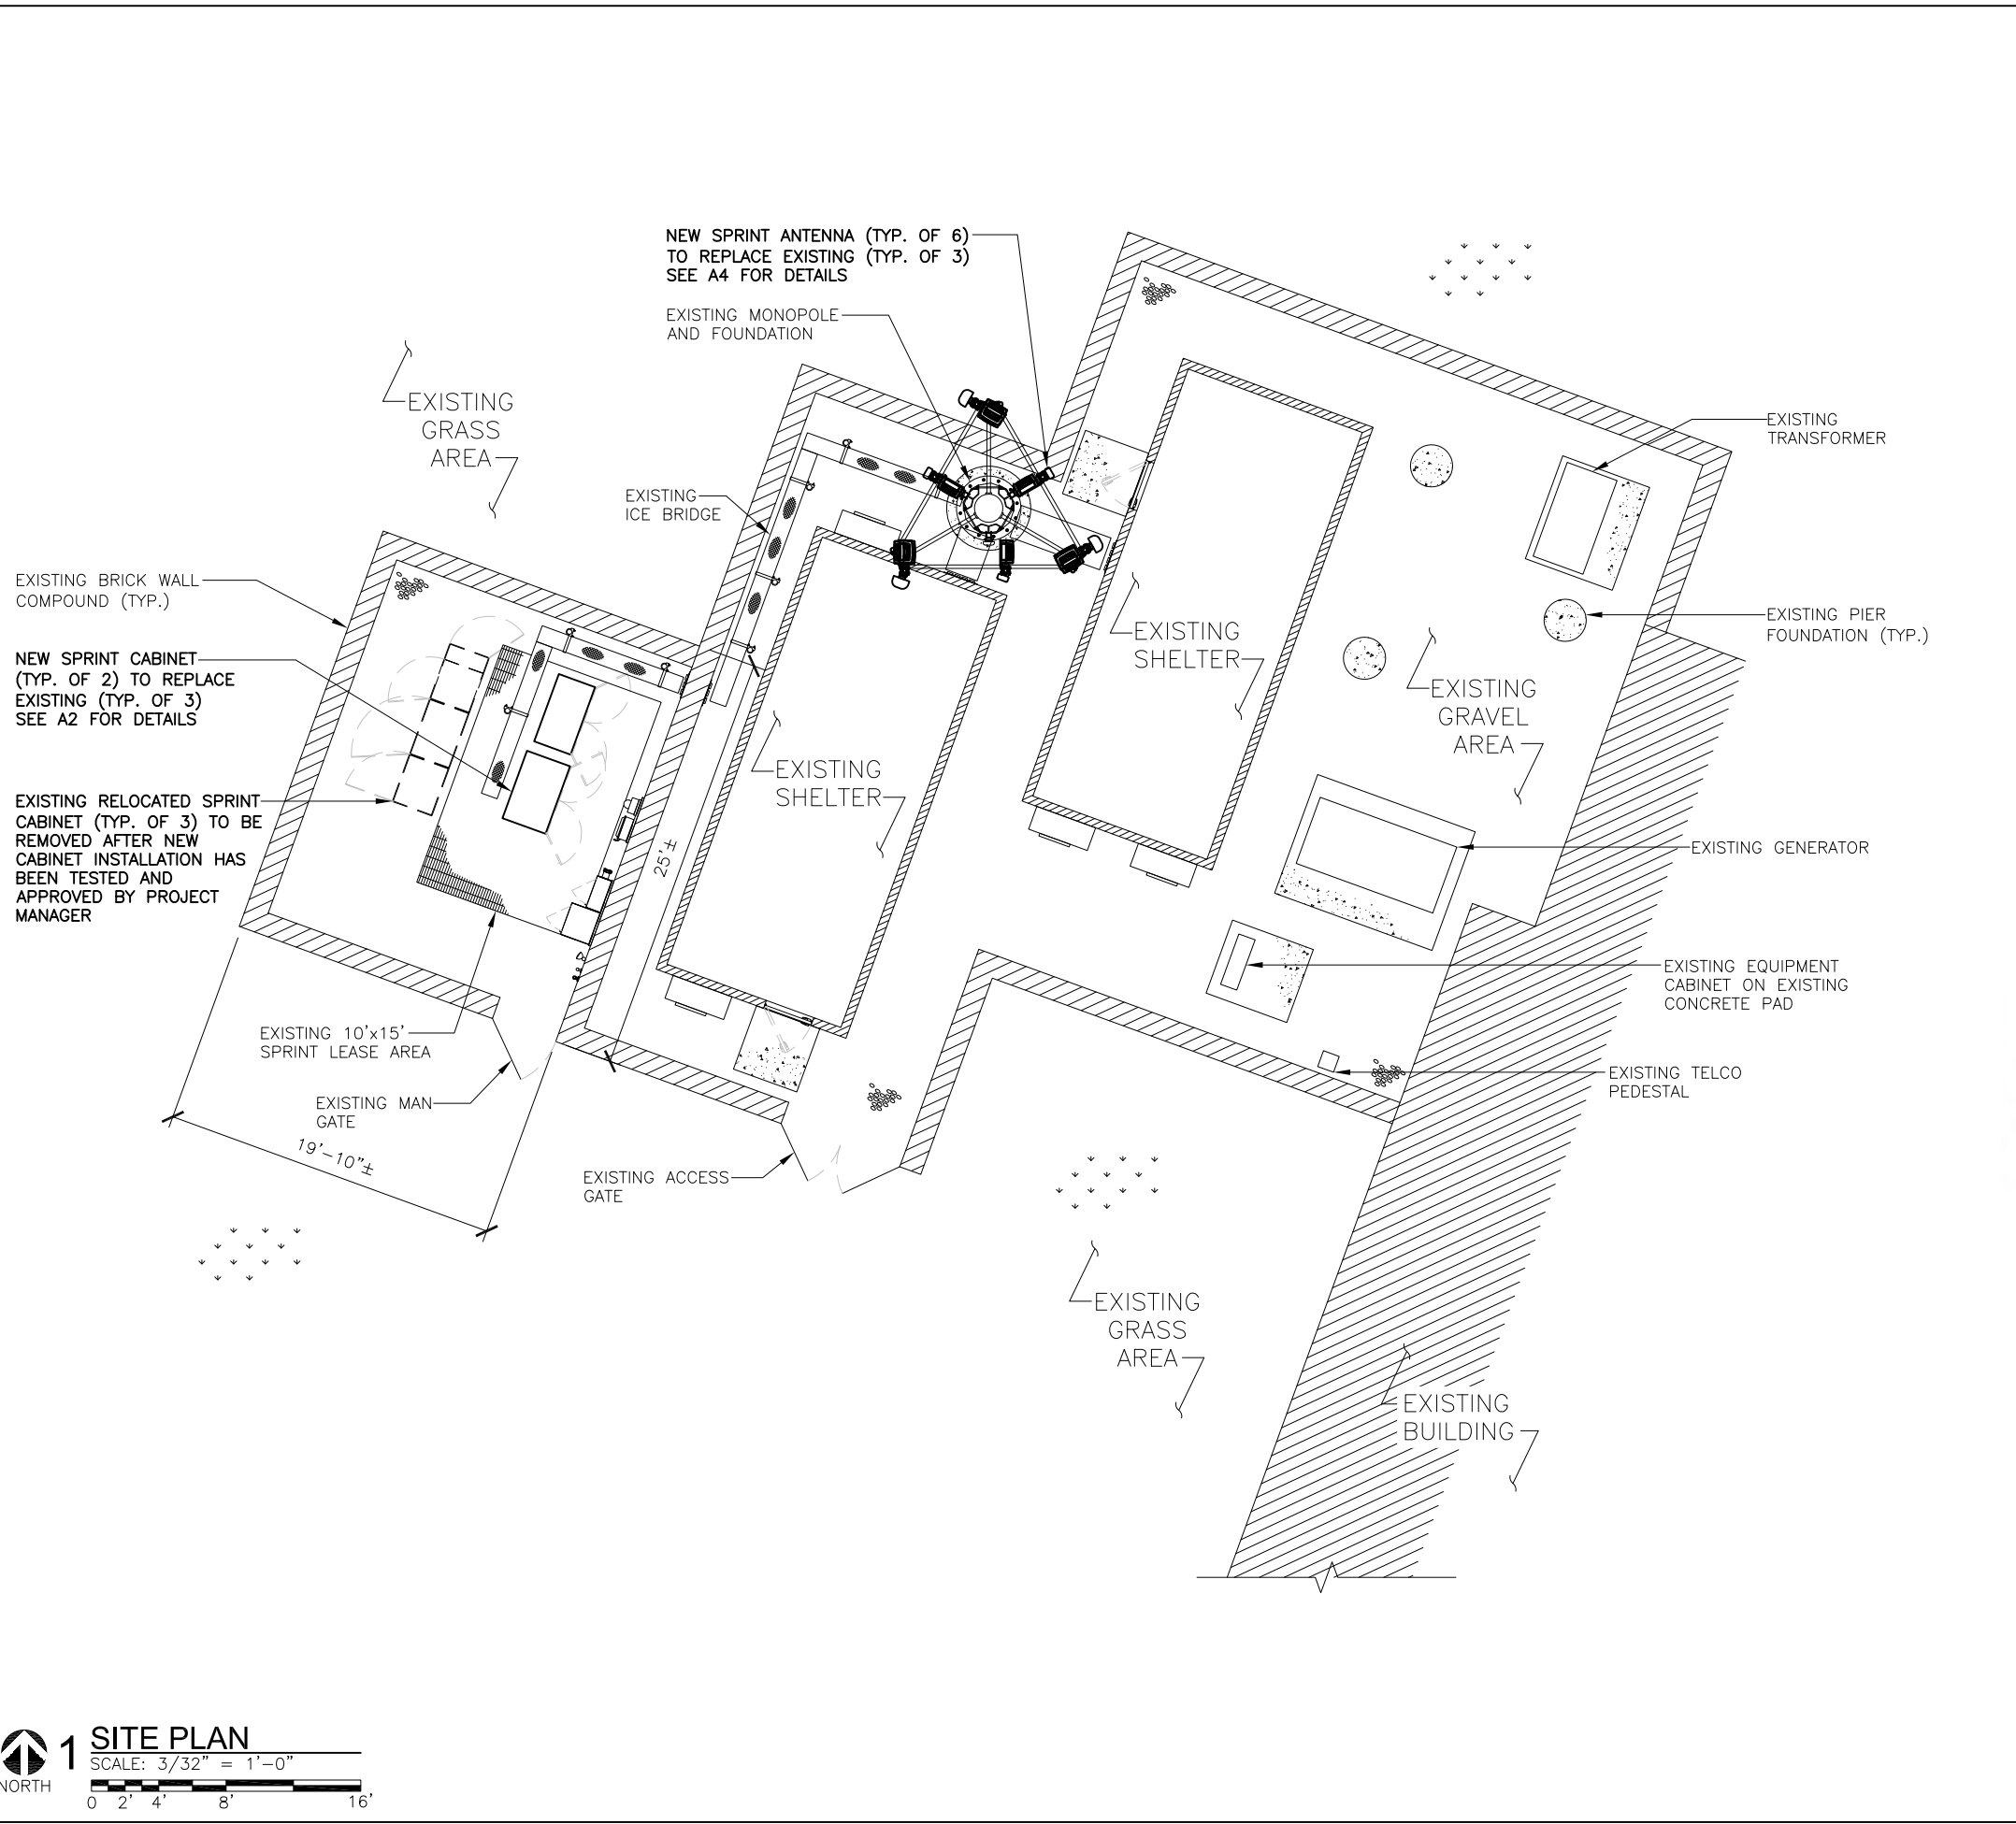 NEW SPRINT ANTENNA (TYP. OF 6)
TO REPLACE EXISTING (TYP. OF 3)
SEE A4 FOR DETAILS
EXISTING MONOPOLE
AND FOUNDATION
EXISTING
GRASS
AREA
EXISTING
ICE BRIDGE
EXISTING
TRANSFORMER
EXISTING BRICK WALL
COMPOUND (TYP.)
NEW SPRINT CABINET
(TYP. OF 2) TO REPLACE
EXISTING (TYP. OF 3)
SEE A2 FOR DETAILS
EXISTING RELOCATED SPRINT
CABINET (TYP. OF 3) TO BE
REMOVED AFTER NEW
CABINET INSTALLATION HAS
BEEN TESTED AND
APPROVED BY PROJECT
MANAGER
EXISTING
SHELTER
EXISTING
SHELTER
EXISTING PIER
FOUNDATION (TYP.)
EXISTING
GRAVEL
AREA
25'±
EXISTING GENERATOR
EXISTING EQUIPMENT
CABINET ON EXISTING
CONCRETE PAD
EXISTING 10'x15'
SPRINT LEASE AREA
EXISTING MAN
GATE
EXISTING TELCO
PEDESTAL
19'-10"±
EXISTING ACCESS
GATE
EXISTING
GRASS
AREA
EXISTING
BUILDING
NORTH
1
SITE PLAN
SCALE: 3/32" = 1'-0"
0 2' 4' 8' 16'